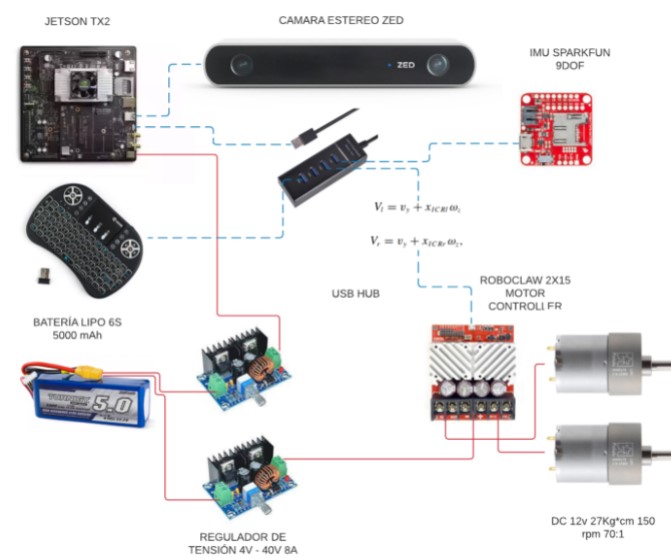 JETSON TX2
CAMARA ESTEREO ZED
ZED
IMU SPARKFUN
9DOF
V_l = v_y + x_{ICRl} ω_z
V_r = v_y + x_{ICRr} ω_z,
USB HUB
ROBOCLAW 2X15
MOTOR
CONTROLLER
BATERÍA LIPO 6S
5000 mAh
5.0
REGULADOR DE
TENSIÓN 4V - 40V 8A
DC 12v 27Kg*cm 150
rpm 70:1